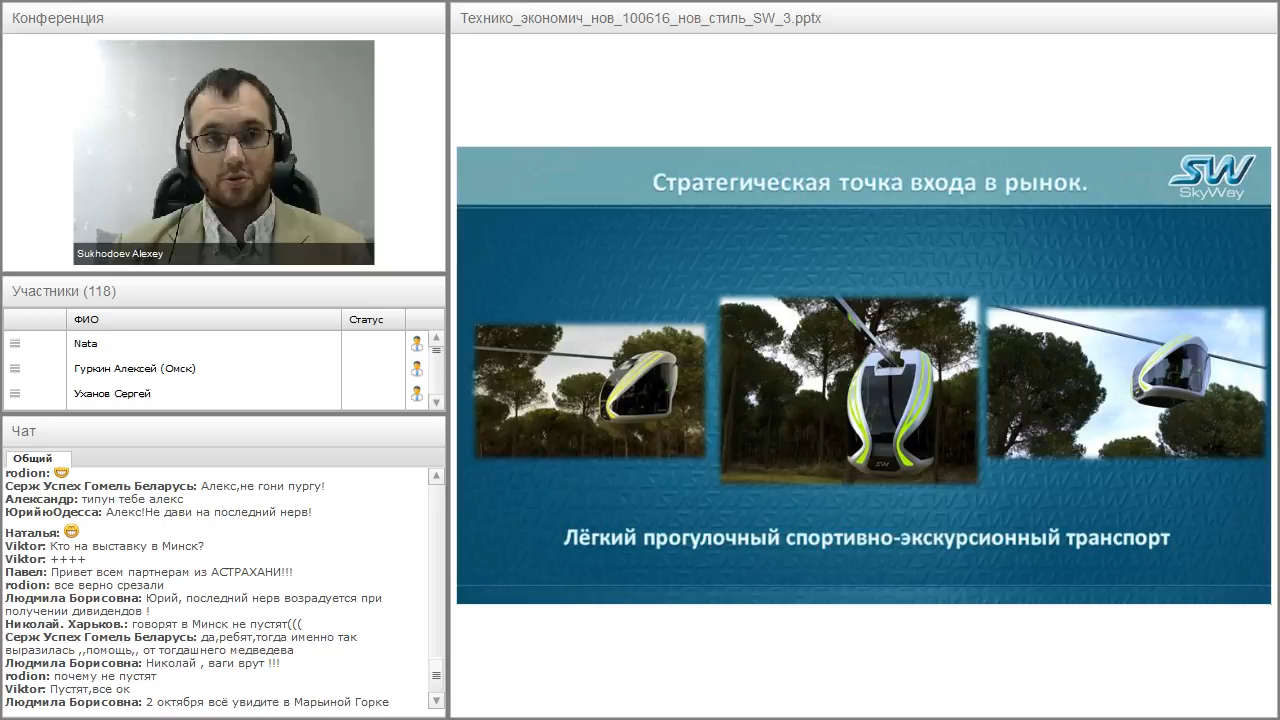 Конференция
Sukhodoev Alexey
Участники (118)
ФИО
Статус
Nata
Гуркин Алексей (Омск)
Уханов Сергей
Чат
Общий
rodion:
Серж Успех Гомель Беларусь: Алекс,не гони пургу!
Александр: типун тебе алекс
ЮрийюОдесса: Алекс!Не дави на последний нерв!
Наталья:
Viktor: Кто на выставку в Минск?
Viktor: ++++
Павел: Привет всем партнерам из АСТРАХАНИ!!!
rodion: все верно срезали
Людмила Борисовна: Юрий, последний нерв возрадуется при
получении дивидендов !
Николай. Харьков.: говорят в Минск не пустят(((
Серж Успех Гомель Беларусь: да,ребят,тогда именно так
выразилась ,,помощь,, от тогдашнего медведева
Людмила Борисовна: Николай , ваги врут !!!
rodion: почему не пустят
Viktor: Пустят,все ок
Людмила Борисовна: 2 октября всё увидите в Марьиной Горке
Технико_экономич_нов_100616_нов_стиль_SW_3.pptx
Стратегическая точка входа в рынок.
SW
SkyWay
SW
Лёгкий прогулочный спортивно-экскурсионный транспорт